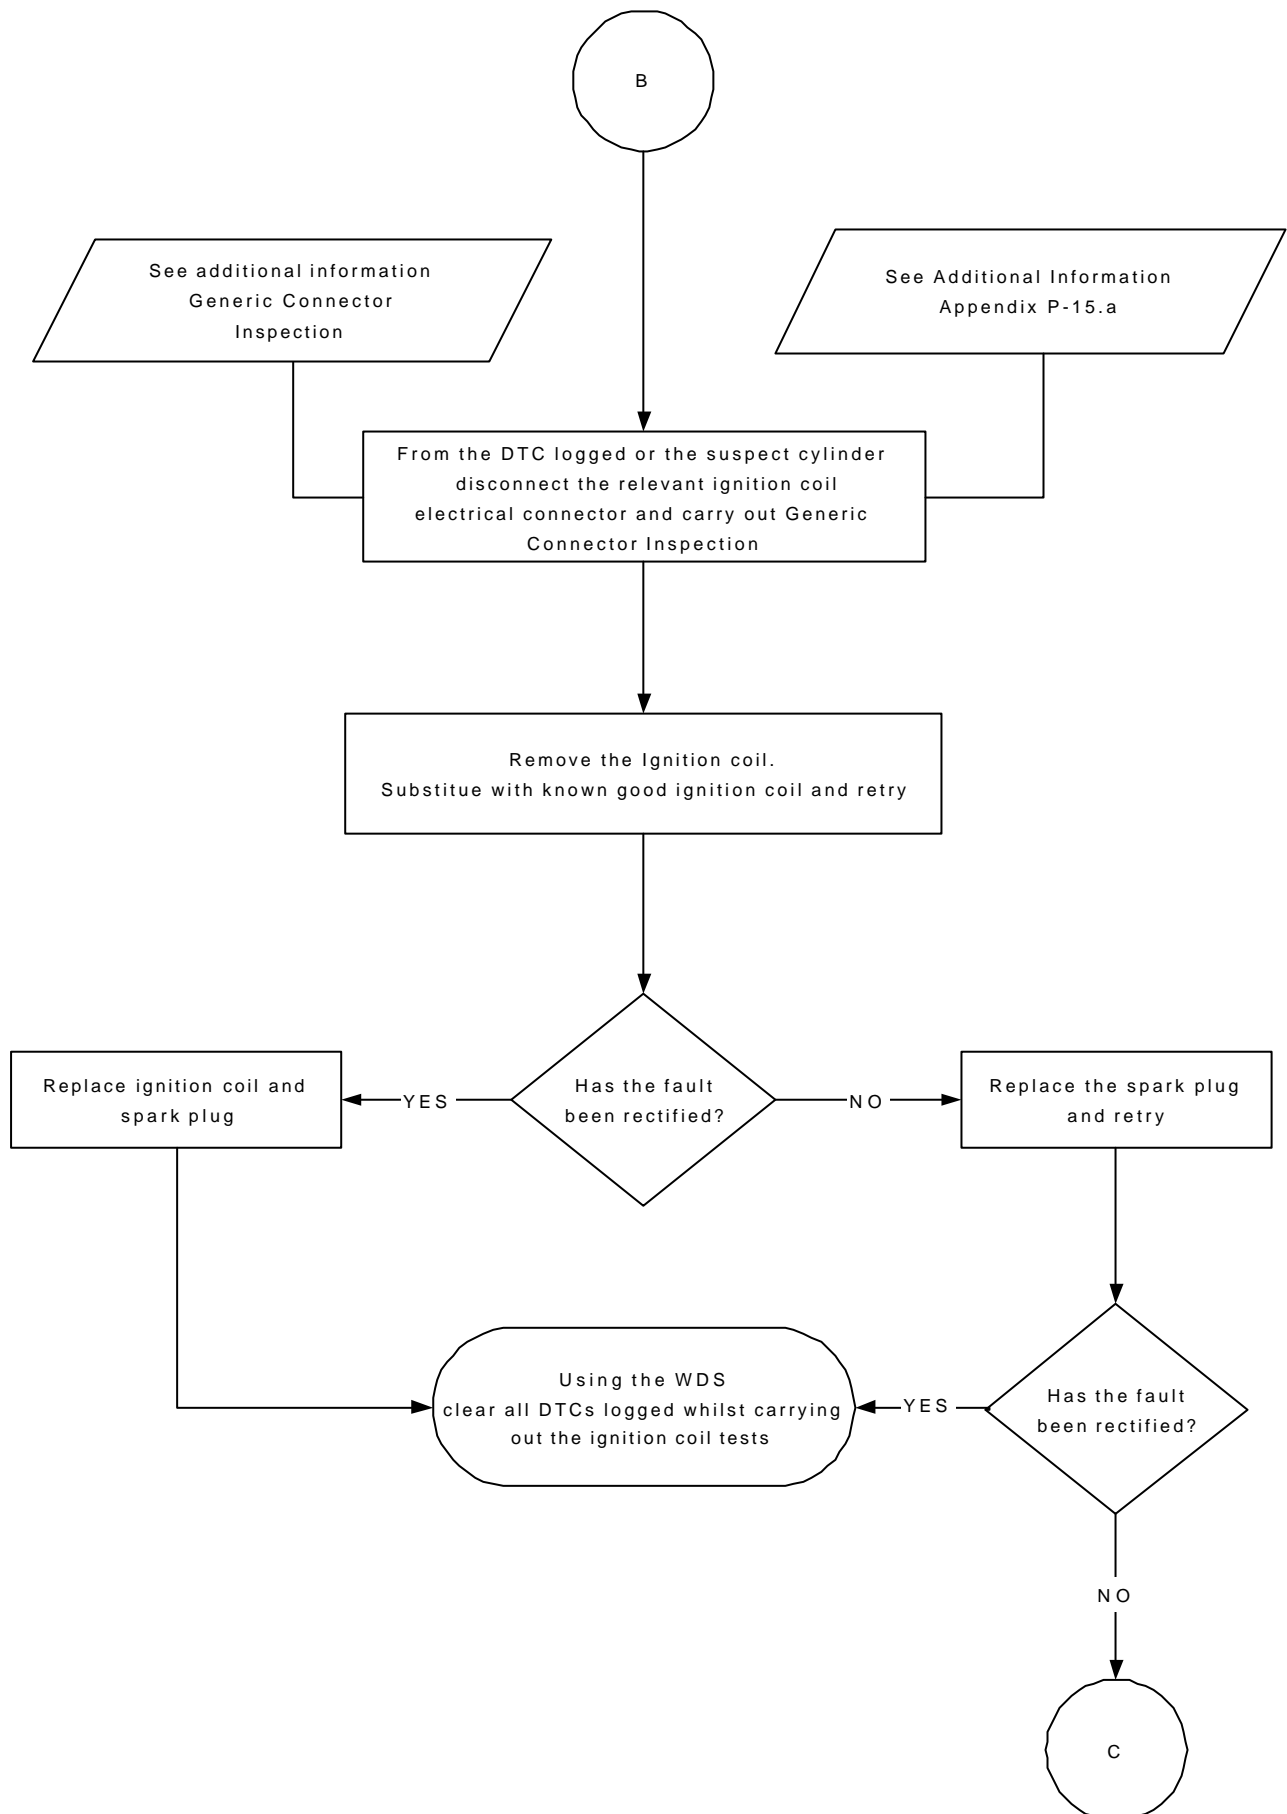 B
See additional information
Generic Connector
Inspection
See Additional Information
Appendix P-15.a
From the DTC logged or the suspect cylinder
disconnect the relevant ignition coil
electrical connector and carry out Generic
Connector Inspection
Remove the Ignition coil.
Substitue with known good ignition coil and retry
Has the fault
been rectified?
YES
NO
Replace ignition coil and
spark plug
Replace the spark plug
and retry
Using the WDS
clear all DTCs logged whilst carrying
out the ignition coil tests
YES
Has the fault
been rectified?
NO
C